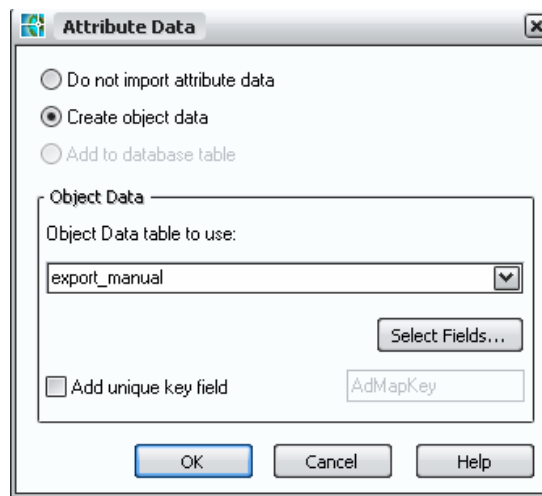 Attribute Data
Do not import attribute data
Create object data
Add to database table
Object Data
Object Data table to use:
export_manual
Select Fields...
Add unique key field AdMapKey
OK Cancel Help